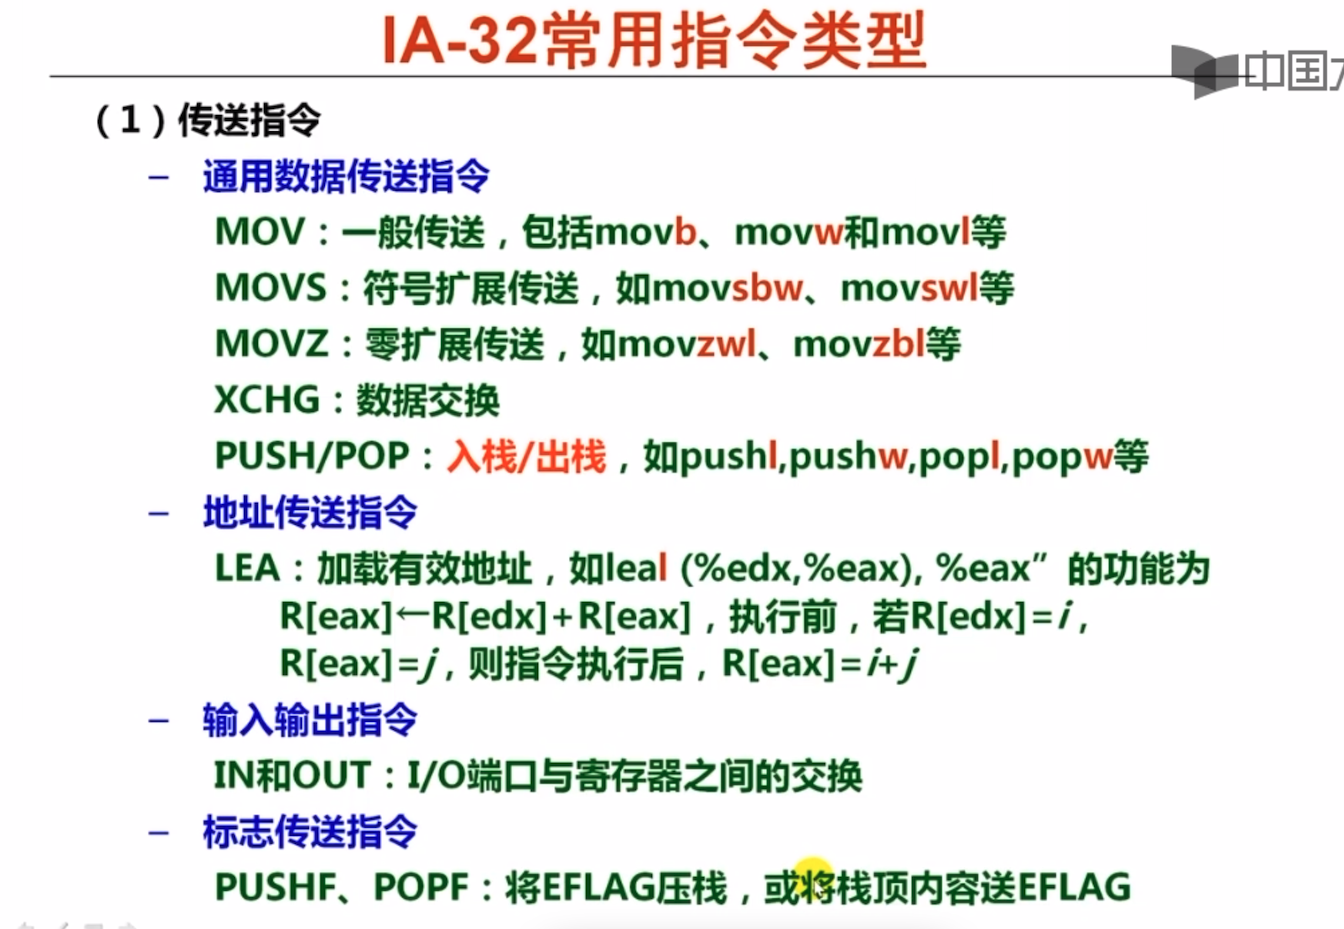 IA-32常用指令类型
中国
（1）传送指令
– 通用数据传送指令
MOV：一般传送，包括movb、movw和movl等
MOVS：符号扩展传送，如movsbw、movswl等
MOVZ：零扩展传送，如movzwl、movzbl等
XCHG：数据交换
PUSH/POP：入栈/出栈，如pushl,pushw,popl,popw等
– 地址传送指令
LEA：加载有效地址，如leal (%edx,%eax), %eax”的功能为
R[eax]←R[edx]+R[eax]，执行前，若R[edx]=i，
R[eax]=j，则指令执行后，R[eax]=i+j
– 输入输出指令
IN和OUT：I/O端口与寄存器之间的交换
– 标志传送指令
PUSHF、POPF：将EFLAG压栈，或将栈顶内容送EFLAG